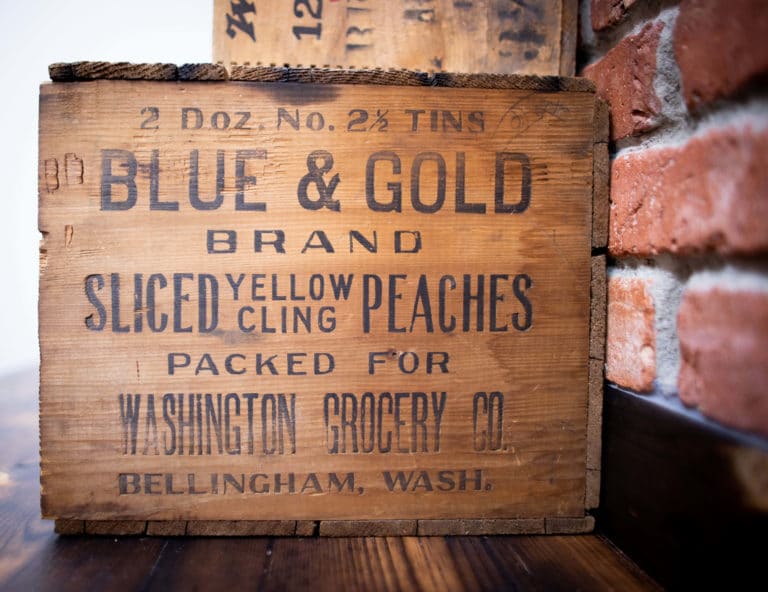 12
2 Doz. No. 2½ TINS
BLUE & GOLD
BRAND
SLICED YELLOW CLING PEACHES
PACKED FOR
WASHINGTON GROCERY CO.
BELLINGHAM, WASH.